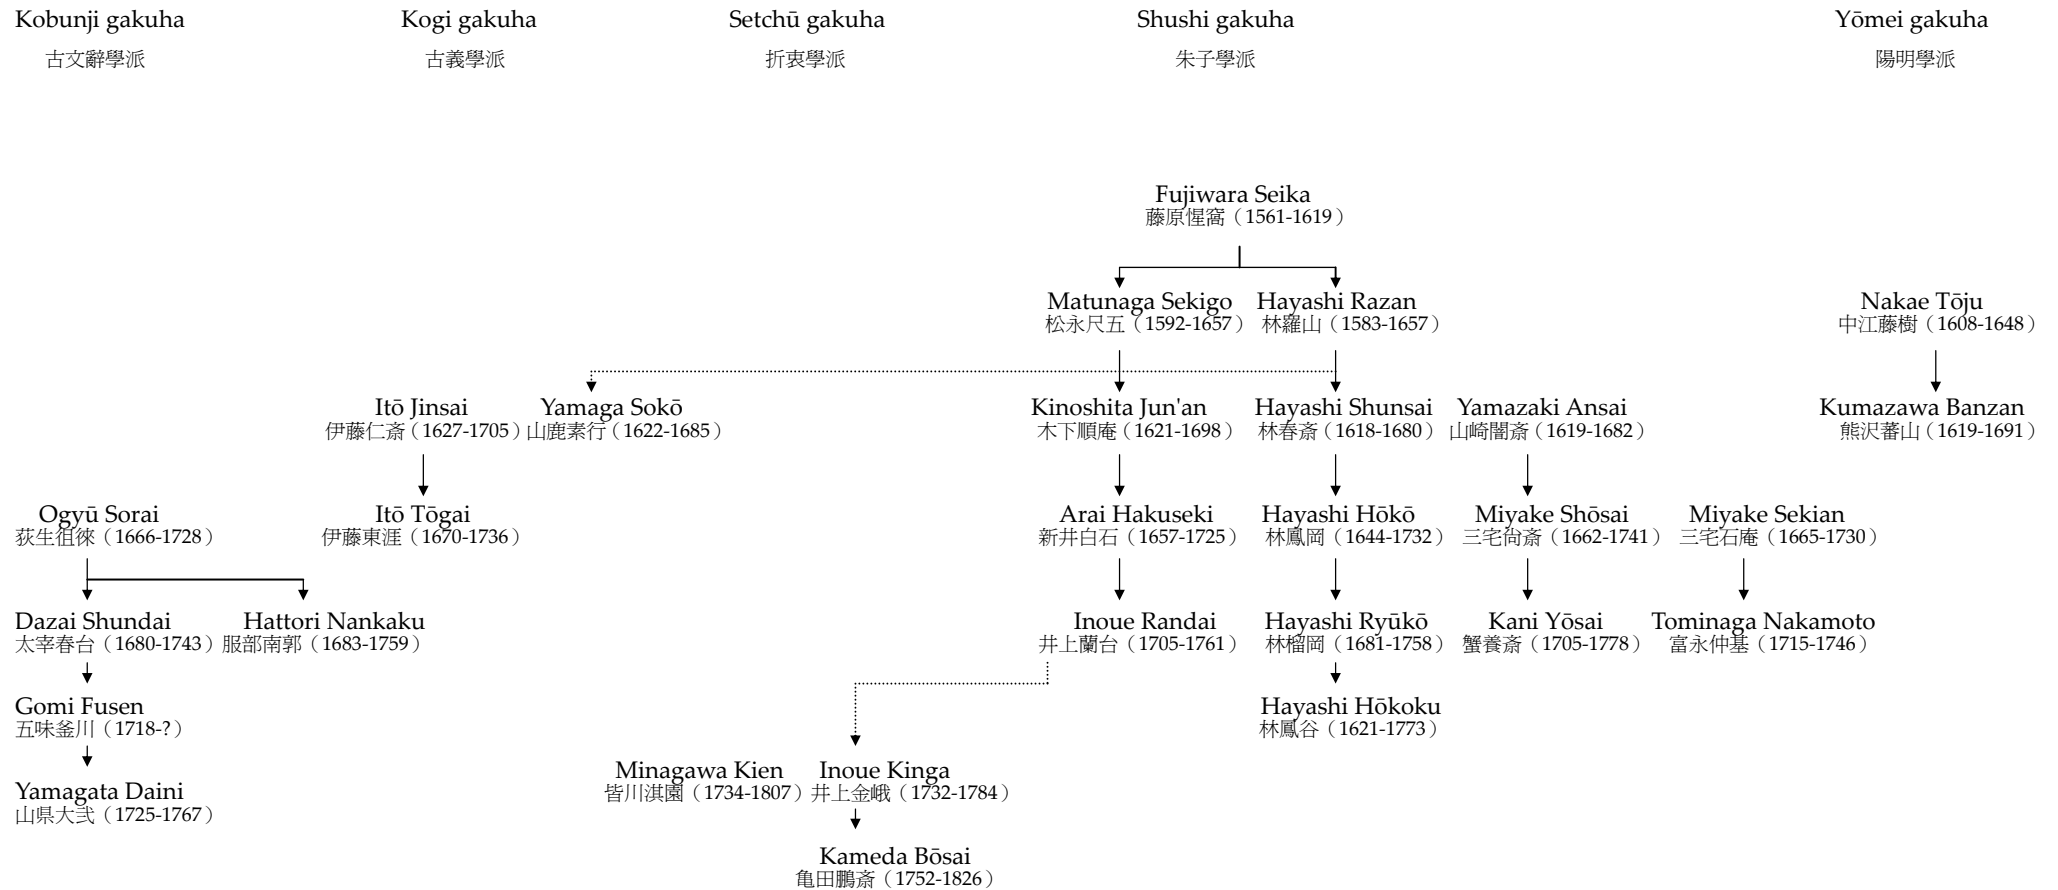 Kobunji gakuha
古文辭學派
Kogi gakuha
古義學派
Setchū gakuha
折衷學派
Shushi gakuha
朱子學派
Yōmei gakuha
陽明學派
Fujiwara Seika
藤原惺窩（1561-1619）
Matunaga Sekigo
松永尺五（1592-1657）
Hayashi Razan
林羅山（1583-1657）
Nakae Tōju
中江藤樹（1608-1648）
Itō Jinsai
伊藤仁斎（1627-1705）
Yamaga Sokō
山鹿素行（1622-1685）
Kinoshita Jun'an
木下順庵（1621-1698）
Hayashi Shunsai
林春斎（1618-1680）
Yamazaki Ansai
山崎闇斎（1619-1682）
Kumazawa Banzan
熊沢蕃山（1619-1691）
Ogyū Sorai
荻生徂徠（1666-1728）
Itō Tōgai
伊藤東涯（1670-1736）
Arai Hakuseki
新井白石（1657-1725）
Hayashi Hōkō
林鳳岡（1644-1732）
Miyake Shōsai
三宅尚斎（1662-1741）
Miyake Sekian
三宅石庵（1665-1730）
Dazai Shundai
太宰春台（1680-1743）
Hattori Nankaku
服部南郭（1683-1759）
Inoue Randai
井上蘭台（1705-1761）
Hayashi Ryūkō
林榴岡（1681-1758）
Kani Yōsai
蟹養斎（1705-1778）
Tominaga Nakamoto
富永仲基（1715-1746）
Gomi Fusen
五味釜川（1718-?）
Hayashi Hōkoku
林鳳谷（1621-1773）
Minagawa Kien
皆川淇園（1734-1807）
Inoue Kinga
井上金峨（1732-1784）
Yamagata Daini
山県大弐（1725-1767）
Kameda Bōsai
亀田鵬斎（1752-1826）